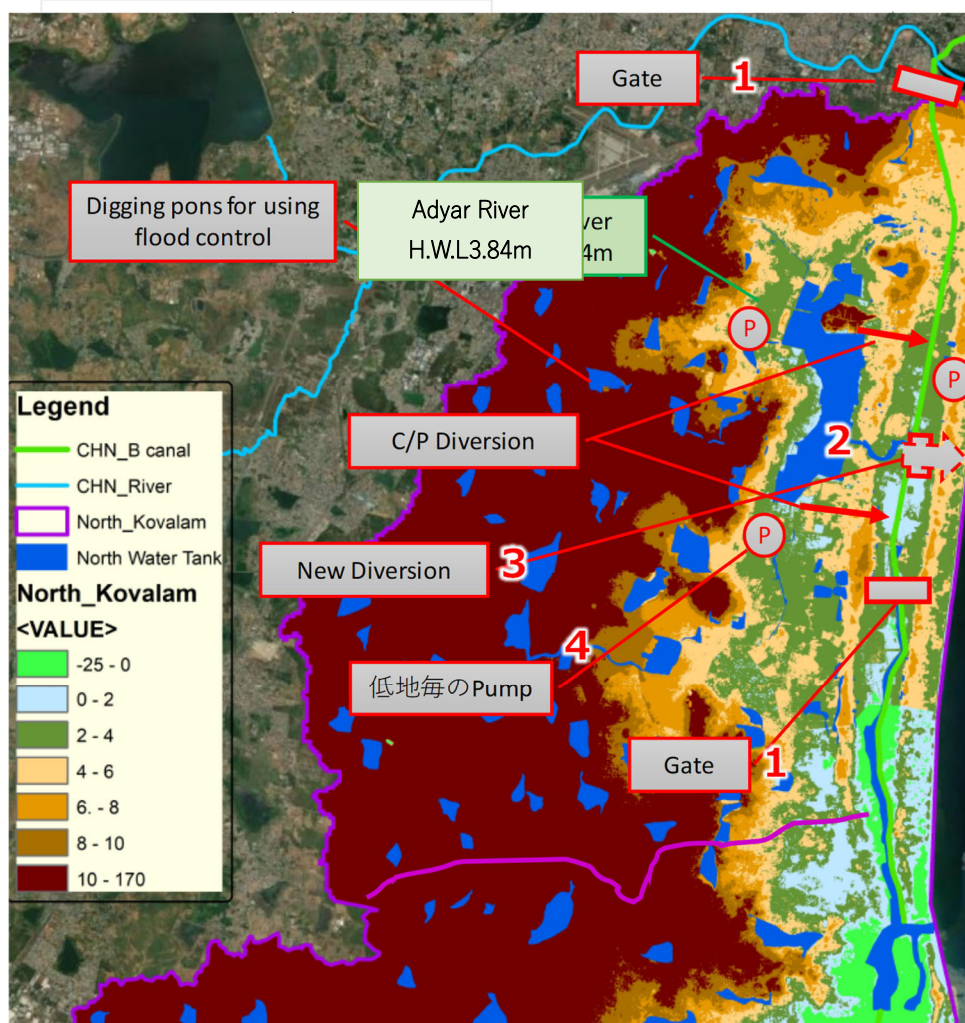 Gate
1
Digging pons for using
flood control
Adyar River
H.W.L3.84m
ver
4m
P
P
C/P Diversion
2
New Diversion
3
P
4
低地毎のPump
Gate
1
Legend
CHN_B canal
CHN_River
North_Kovalam
North Water Tank
North_Kovalam
<VALUE>
-25 - 0
0 - 2
2 - 4
4 - 6
6. - 8
8 - 10
10 - 170